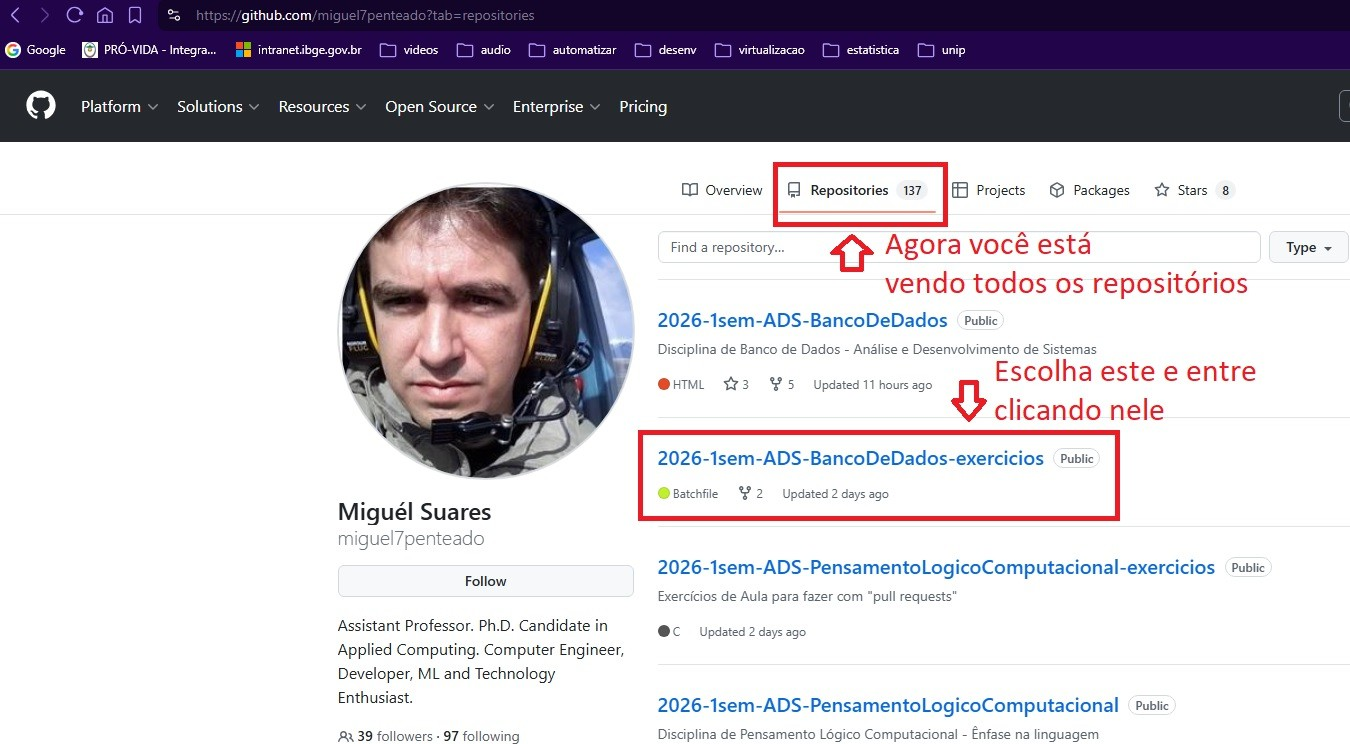 https://github.com/miguel7penteado?tab=repositories
Google PRÓ-VIDA - Integra... intranet.ibge.gov.br videos audio automatizar desenv virtualizacao estatistica unip
Platform Solutions Resources Open Source Enterprise Pricing
Overview Repositories 137 Projects Packages Stars 8
Find a repository... Type
Agora você está
vendo todos os repositórios
2026-1sem-ADS-BancoDeDados Public
Disciplina de Banco de Dados - Análise e Desenvolvimento de Sistemas
HTML 3 5 Updated 11 hours ago
Escolha este e entre
clicando nele
2026-1sem-ADS-BancoDeDados-exercicios Public
Batchfile 2 Updated 2 days ago
Miguél Suares
miguel7penteado
Follow
Assistant Professor. Ph.D. Candidate in
Applied Computing. Computer Engineer,
Developer, ML and Technology
Enthusiast.
39 followers · 97 following
2026-1sem-ADS-PensamentoLogicoComputacional-exercicios Public
Exercícios de Aula para fazer com "pull requests"
C Updated 2 days ago
2026-1sem-ADS-PensamentoLogicoComputacional Public
Disciplina de Pensamento Lógico Computacional - Ênfase na linguagem